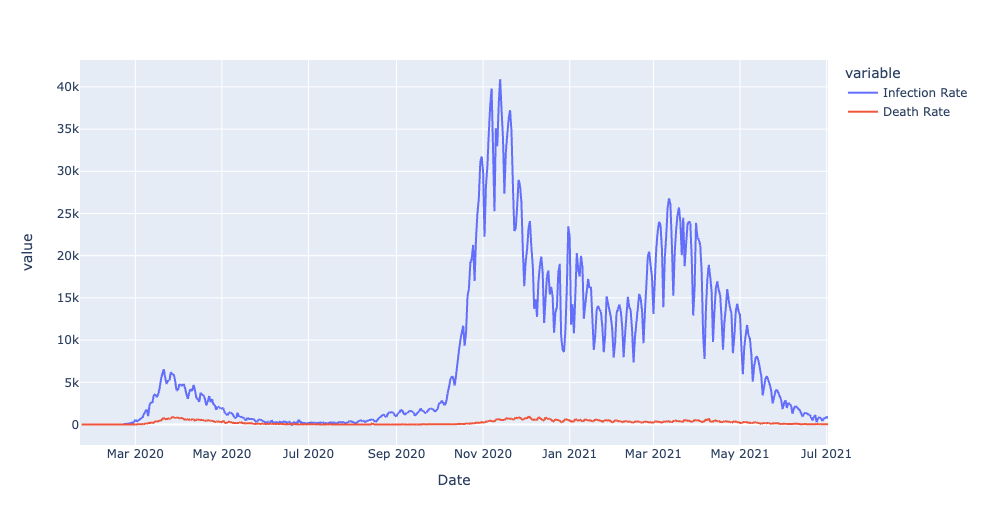 variable
Infection Rate
Death Rate
value
40k
35k
30k
25k
20k
15k
10k
5k
0
Mar 2020 May 2020 Jul 2020 Sep 2020 Nov 2020 Jan 2021 Mar 2021 May 2021 Jul 2021
Date